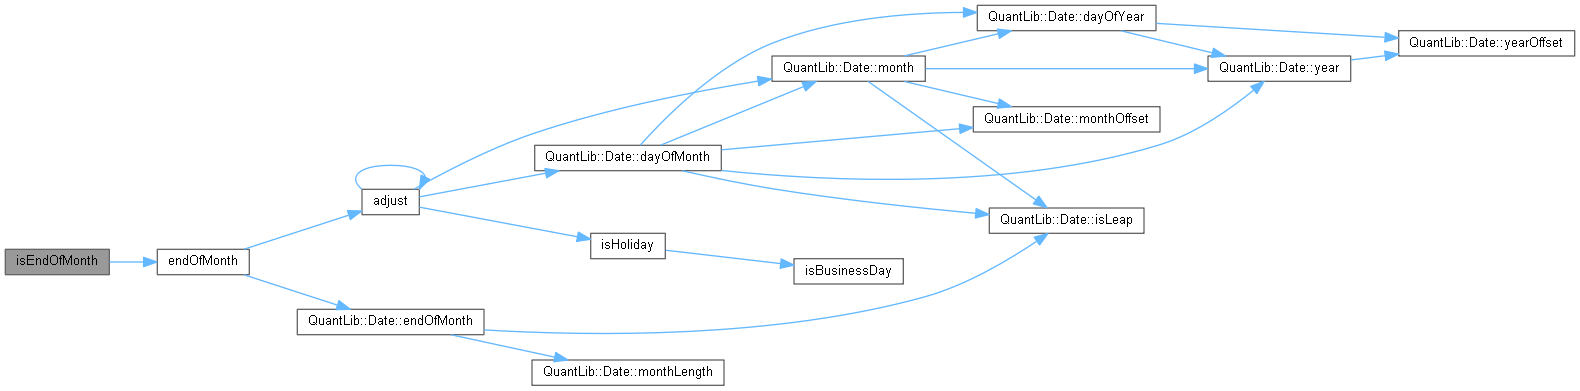 QuantLib::Date::dayOfYear
QuantLib::Date::yearOffset
QuantLib::Date::month
QuantLib::Date::year
QuantLib::Date::monthOffset
QuantLib::Date::dayOfMonth
adjust
QuantLib::Date::isLeap
isHoliday
isEndOfMonth
endOfMonth
isBusinessDay
QuantLib::Date::endOfMonth
QuantLib::Date::monthLength